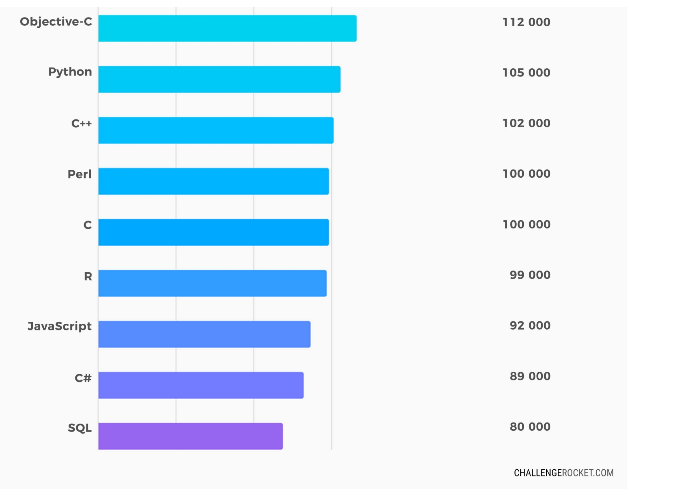 Objective-C 112 000
Python 105 000
C++ 102 000
Perl 100 000
C 100 000
R 99 000
JavaScript 92 000
C# 89 000
SQL 80 000
CHALLENGEROCKET.COM